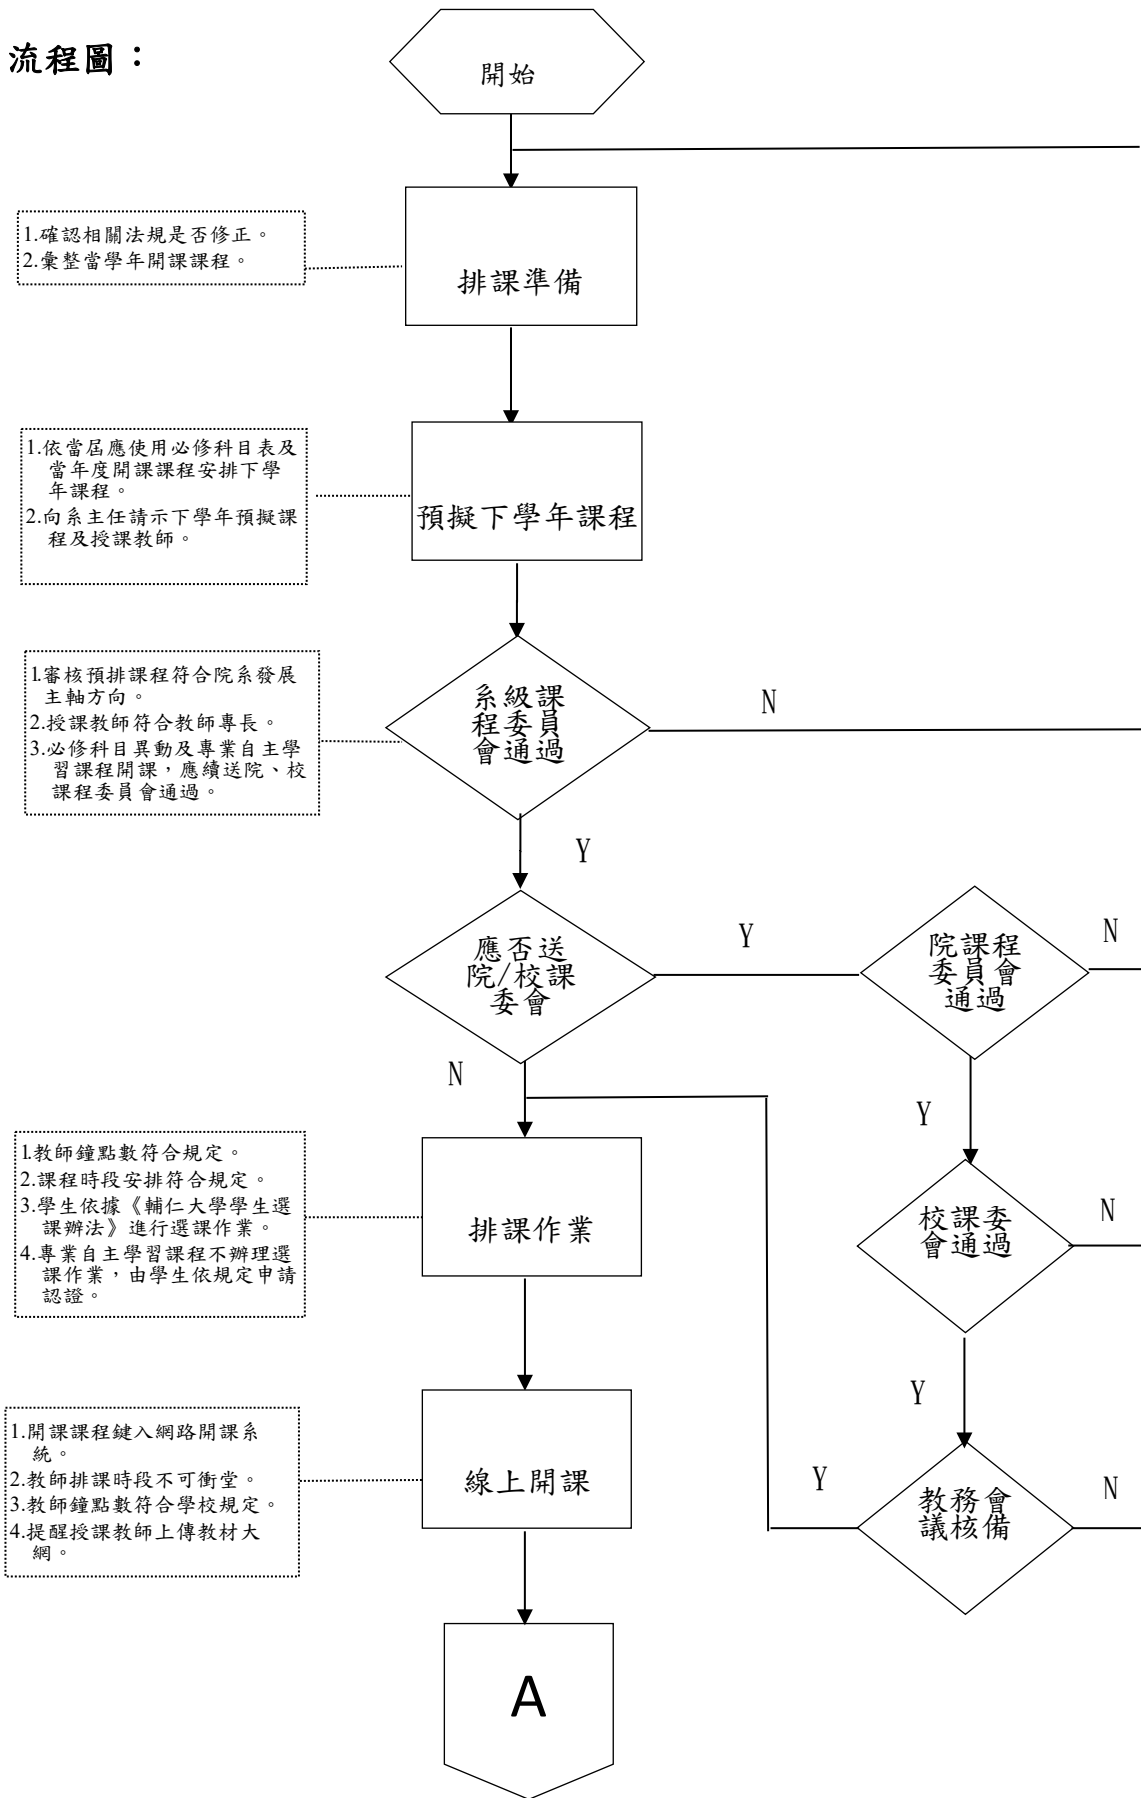 流程圖：
開始
1.確認相關法規是否修正。
2.彙整當學年開課課程。
排課準備
1.依當屆應使用必修科目表及
當年度開課課程安排下學
年課程。
2.向系主任請示下學年預擬課
程及授課教師。
預擬下學年課程
1.審核預排課程符合院系發展
主軸方向。
2.授課教師符合教師專長。
3.必修科目異動及專業自主學
習課程開課，應續送院、校
課程委員會通過。
系級課
程委員
會通過
N
Y
應否送
院/校課
委會
Y
院課程
委員會
通過
N
N
Y
1.教師鐘點數符合規定。
2.課程時段安排符合規定。
3.學生依據《輔仁大學學生選
課辦法》進行選課作業。
4.專業自主學習課程不辦理選
課作業，由學生依規定申請
認證。
排課作業
校課委
會通過
N
Y
1.開課課程鍵入網路開課系
統。
2.教師排課時段不可衝堂。
3.教師鐘點數符合學校規定。
4.提醒授課教師上傳教材大
網。
線上開課
Y
教務會
議核備
N
A